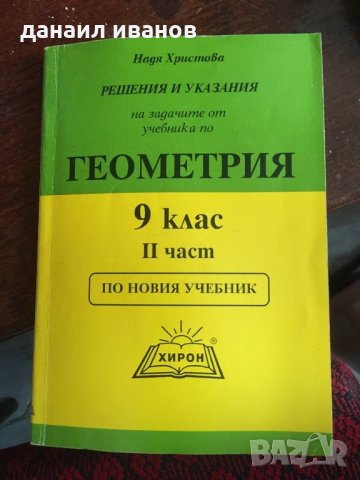 данаил иванов
Надя Христова
РЕШЕНИЯ И УКАЗАНИЯ
на задачите от
учебника по
ГЕОМЕТРИЯ
9 клас
II част
ПО НОВИЯ УЧЕБНИК
®
ХИРОН
BAZAR